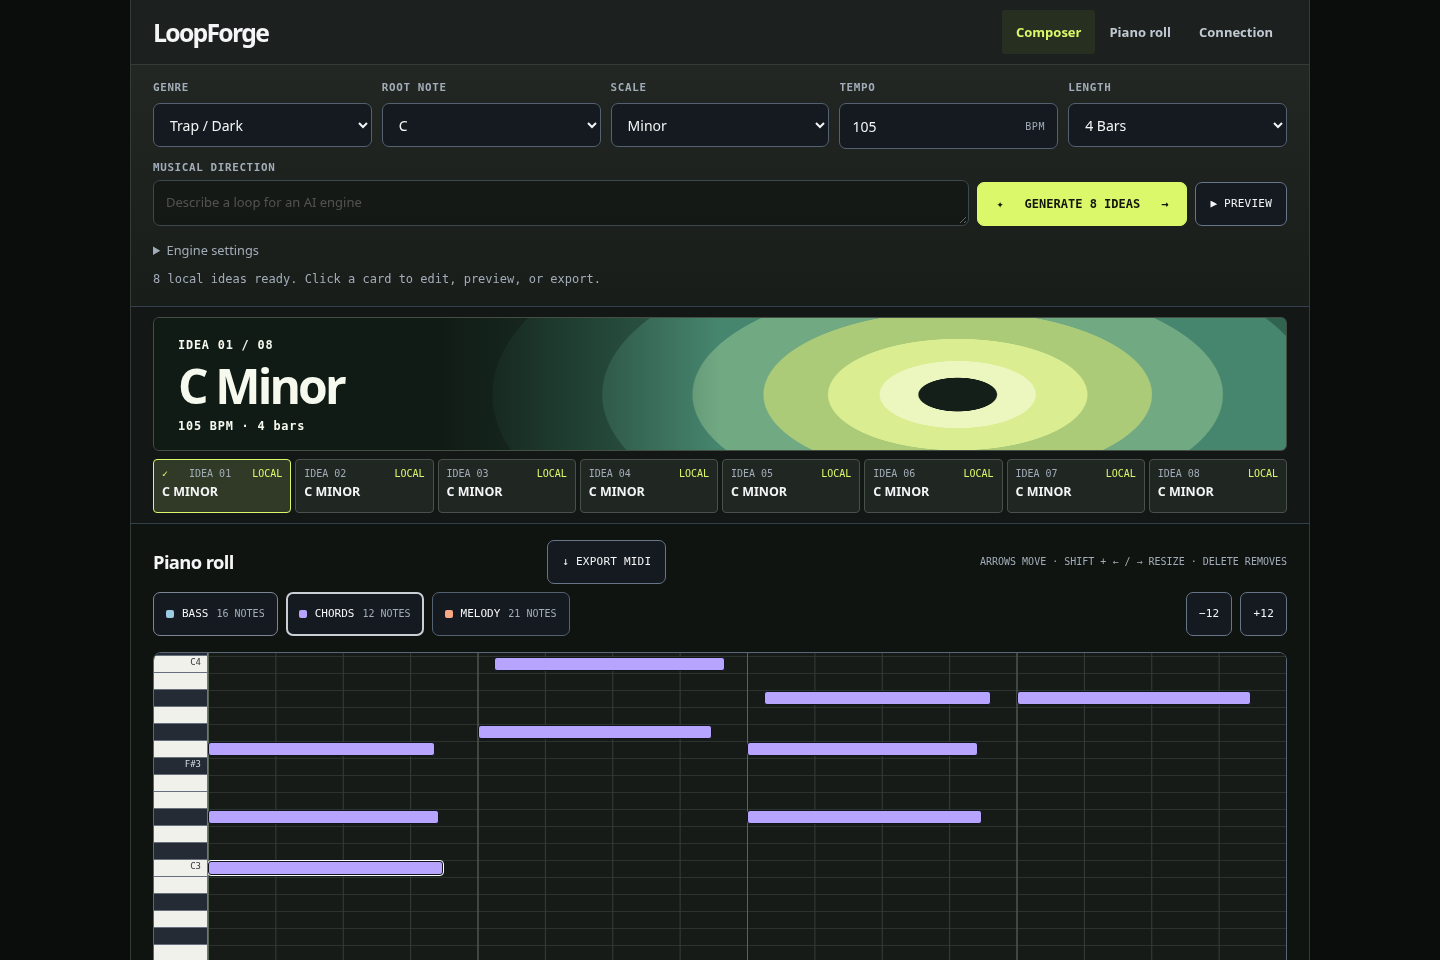 LoopForge
Composer Piano roll Connection
GENRE ROOT NOTE SCALE TEMPO LENGTH
Trap / Dark C Minor 105 BPM 4 Bars
MUSICAL DIRECTION
Describe a loop for an AI engine
✦ GENERATE 8 IDEAS →
▶ PREVIEW
▶ Engine settings
8 local ideas ready. Click a card to edit, preview, or export.
IDEA 01 / 08
C Minor
105 BPM · 4 bars
✓ IDEA 01 LOCAL IDEA 02 LOCAL IDEA 03 LOCAL IDEA 04 LOCAL IDEA 05 LOCAL IDEA 06 LOCAL IDEA 07 LOCAL IDEA 08 LOCAL
C MINOR C MINOR C MINOR C MINOR C MINOR C MINOR C MINOR C MINOR
Piano roll ↓ EXPORT MIDI ARROWS MOVE · SHIFT + ← / → RESIZE · DELETE REMOVES
BASS 16 NOTES CHORDS 12 NOTES MELODY 21 NOTES −12 +12
C4
F#3
C3